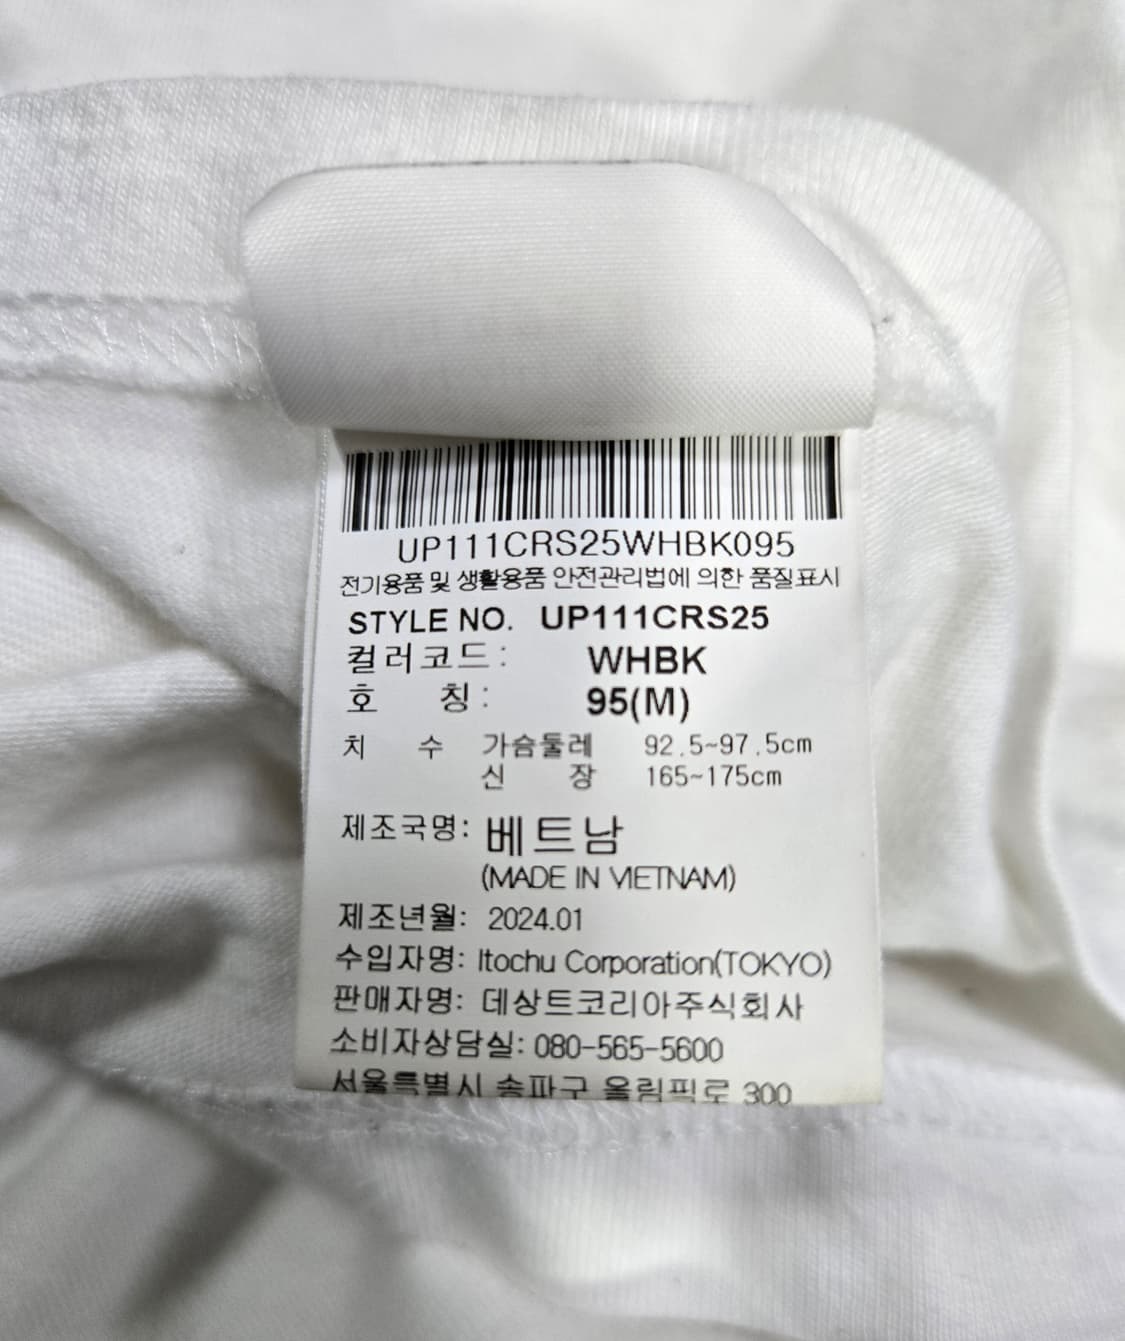 UP111CRS25WHBK095
전기용품 및 생활용품 안전관리법에 의한 품질표시
STYLE NO. UP111CRS25
컬러코드: WHBK
호 칭: 95(M)
치 수 가슴둘레 92.5~97.5cm
신 장 165~175cm
제조국명: 베트남
(MADE IN VIETNAM)
제조년월: 2024.01
수입자명: Itochu Corporation(TOKYO)
판매자명: 데상트코리아주식회사
소비자상담실: 080-565-5600
서울특별시 송파구 올림픽로 300